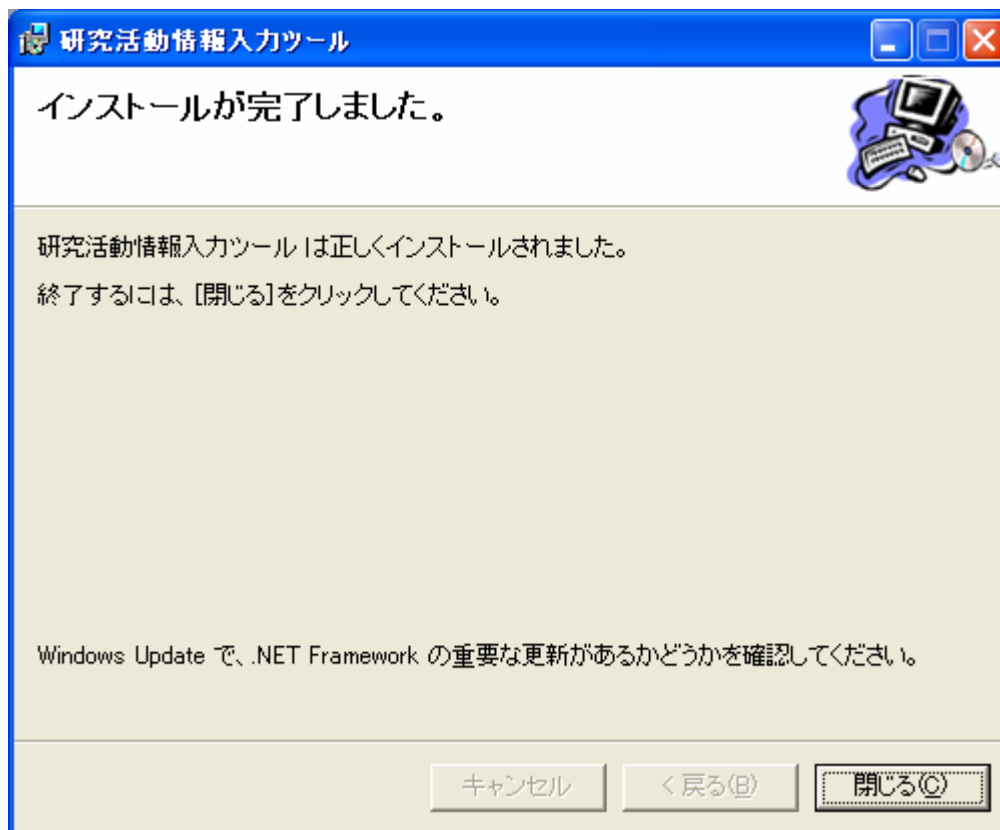 研究活動情報入力ツール
インストールが完了しました。
研究活動情報入力ツール は正しくインストールされました。
終了するには、[閉じる]をクリックしてください。
Windows Update で、.NET Framework の重要な更新があるかどうかを確認してください。
キャンセル
< 戻る(B)
閉じる(C)